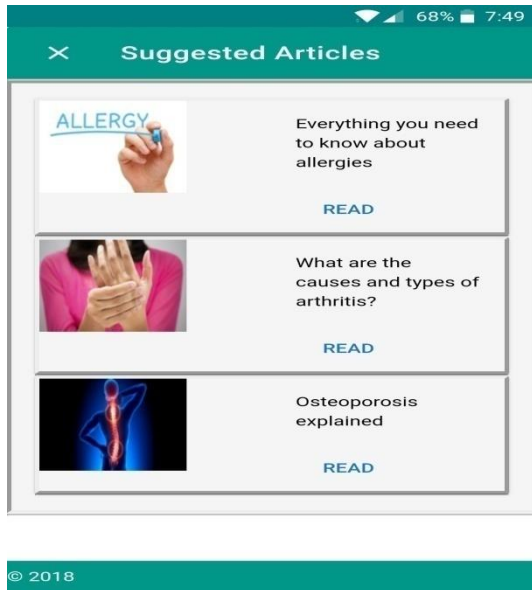 68% 7:49
Suggested Articles
ALLERGY
Everything you need
to know about
allergies
READ
What are the
causes and types of
arthritis?
READ
Osteoporosis
explained
READ
© 2018